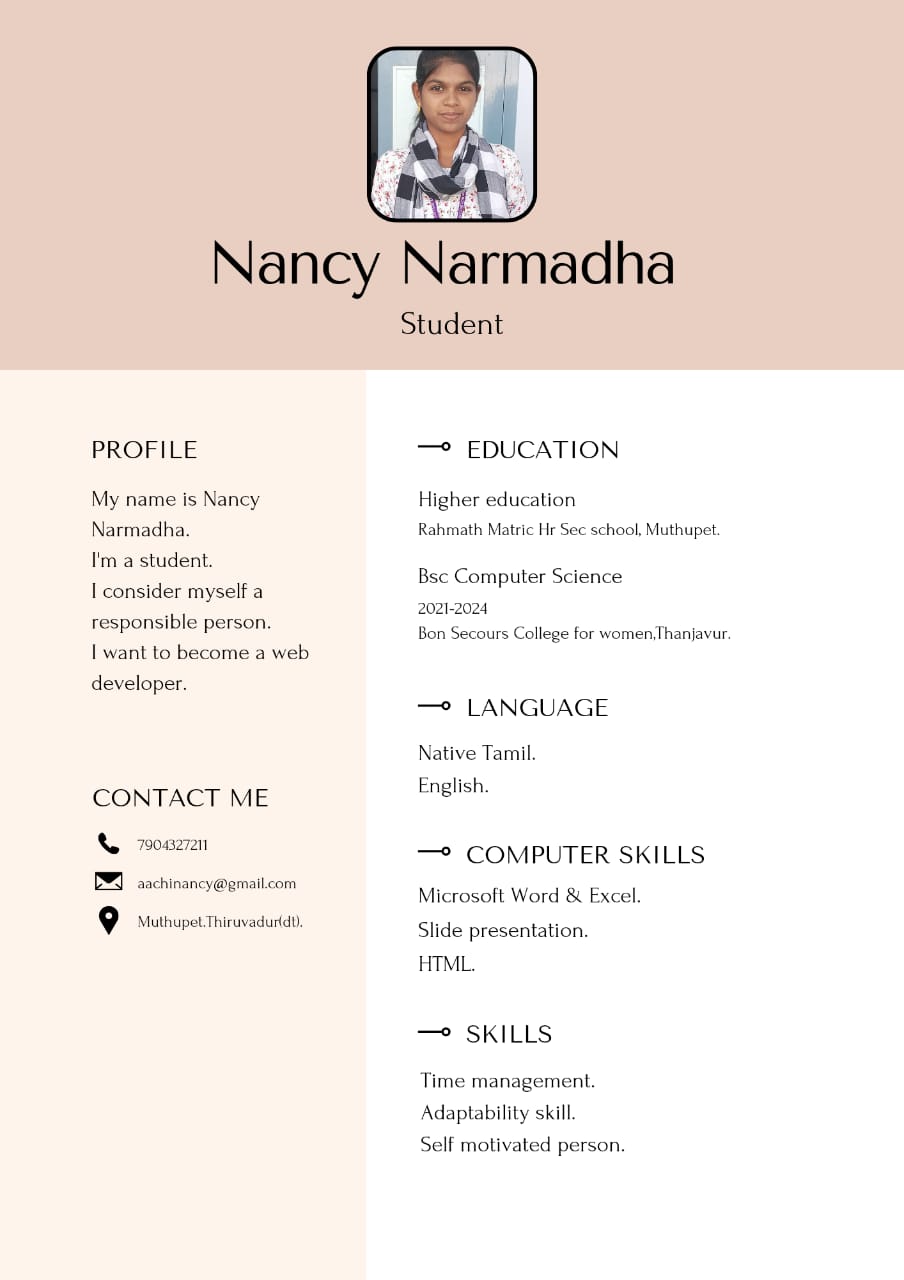 Nancy Narmadha
Student
PROFILE
My name is Nancy
Narmadha.
I'm a student.
I consider myself a
responsible person.
I want to become a web
developer.
CONTACT ME
7904327211
aachinancy@gmail.com
Muthupet.Thiruvadur(dt).
EDUCATION
Higher education
Rahmath Matric Hr Sec school, Muthupet.
Bsc Computer Science
2021-2024
Bon Secours College for women,Thanjavur.
LANGUAGE
Native Tamil.
English.
COMPUTER SKILLS
Microsoft Word & Excel.
Slide presentation.
HTML.
SKILLS
Time management.
Adaptability skill.
Self motivated person.